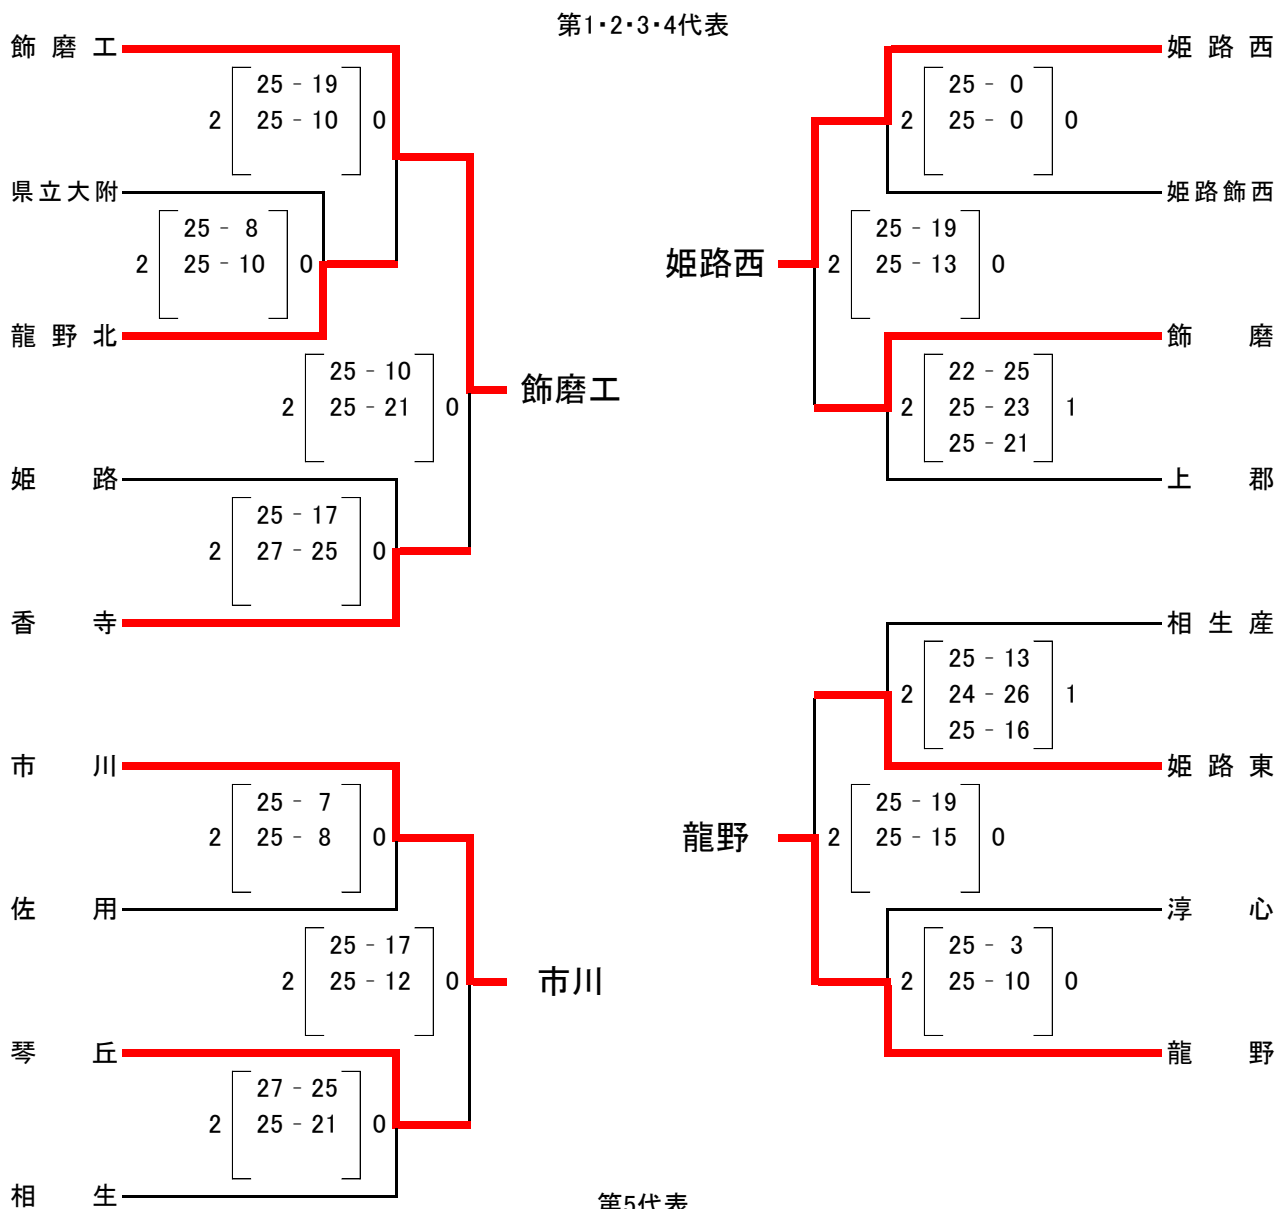 第1・2・3・4代表
飾磨工
25 - 19
2 25 - 10 0
県立大附
25 - 8
2 25 - 10 0
龍野北
25 - 10
2 25 - 21 0
飾磨工
姫路
25 - 17
2 27 - 25 0
香寺
市川
25 - 7
2 25 - 8 0
佐用
25 - 17
2 25 - 12 0
市川
琴丘
27 - 25
2 25 - 21 0
相生
姫路西
25 - 0
2 25 - 0 0
姫路飾西
25 - 19
姫路西 2 25 - 13 0
飾磨
22 - 25
2 25 - 23 1
25 - 21
上郡
相生産
25 - 13
2 24 - 26 1
25 - 16
姫路東
25 - 19
龍野 2 25 - 15 0
淳心
25 - 3
2 25 - 10 0
龍野
第5代表